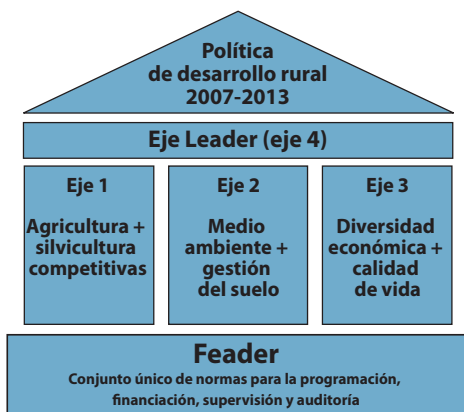 Política
de desarrollo rural
2007-2013
Eje Leader (eje 4)
Eje 1
Agricultura +
silvicultura
competitivas
Eje 2
Medio
ambiente +
gestión
del suelo
Eje 3
Diversidad
económica +
calidad
de vida
Feader
Conjunto único de normas para la programación,
financiación, supervisión y auditoría